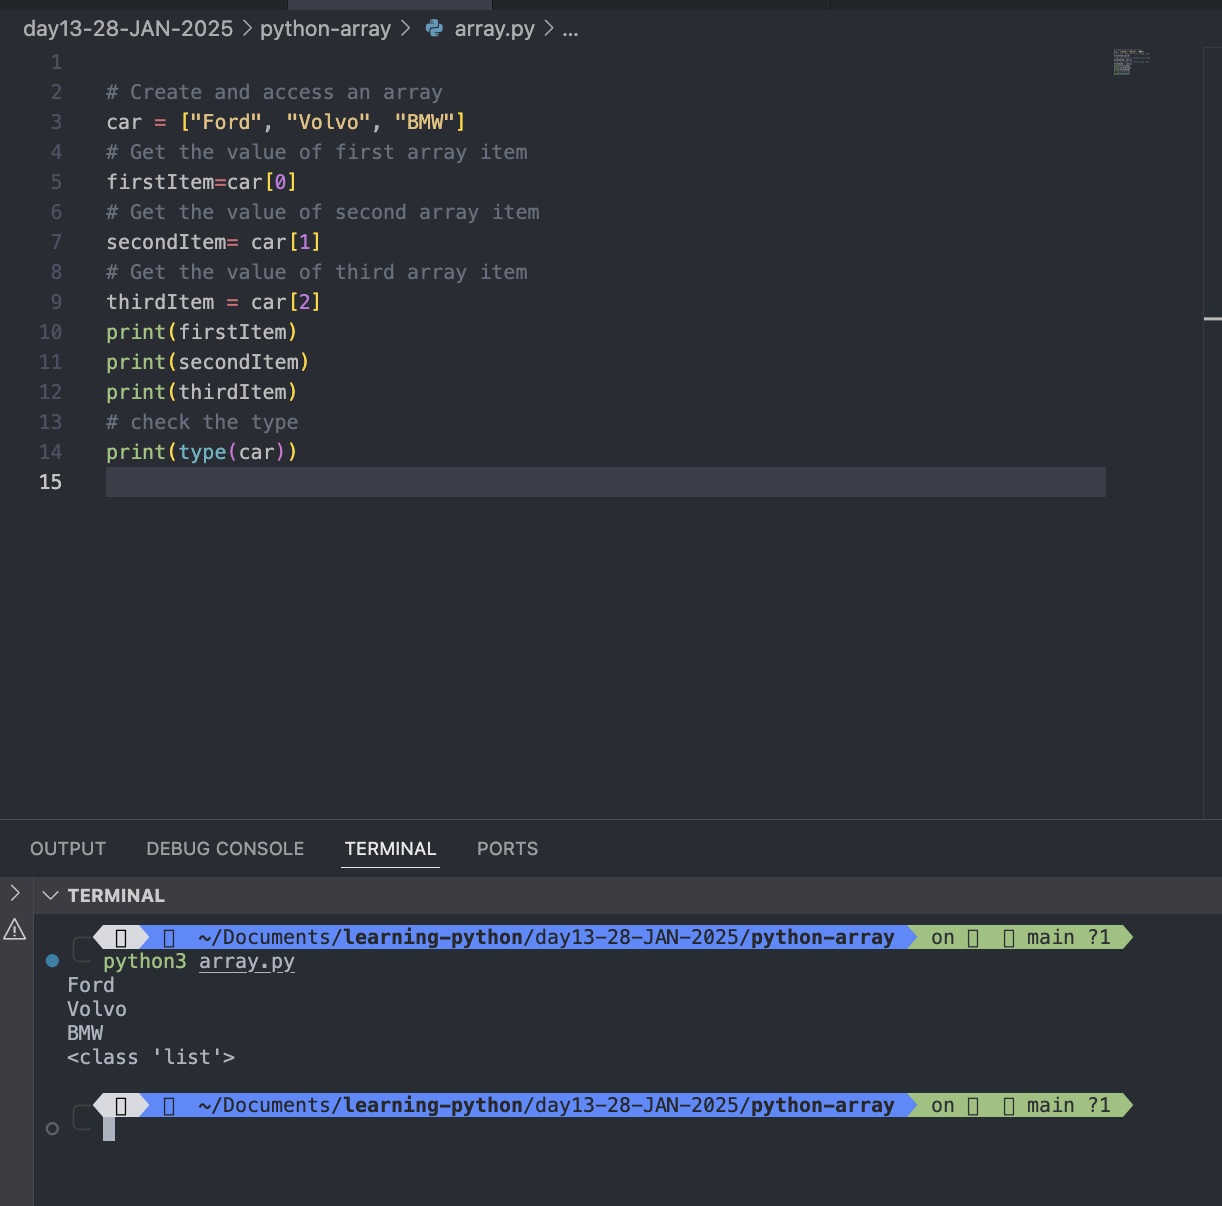 day13-28-JAN-2025 > python-array > array.py > ...
1
2 # Create and access an array
3 car = ["Ford", "Volvo", "BMW"]
4 # Get the value of first array item
5 firstItem=car[0]
6 # Get the value of second array item
7 secondItem= car[1]
8 # Get the value of third array item
9 thirdItem = car[2]
10 print(firstItem)
11 print(secondItem)
12 print(thirdItem)
13 # check the type
14 print(type(car))
15
OUTPUT DEBUG CONSOLE TERMINAL PORTS
TERMINAL
~/Documents/learning-python/day13-28-JAN-2025/python-array on main ?1
python3 array.py
Ford
Volvo
BMW
<class 'list'>
~/Documents/learning-python/day13-28-JAN-2025/python-array on main ?1